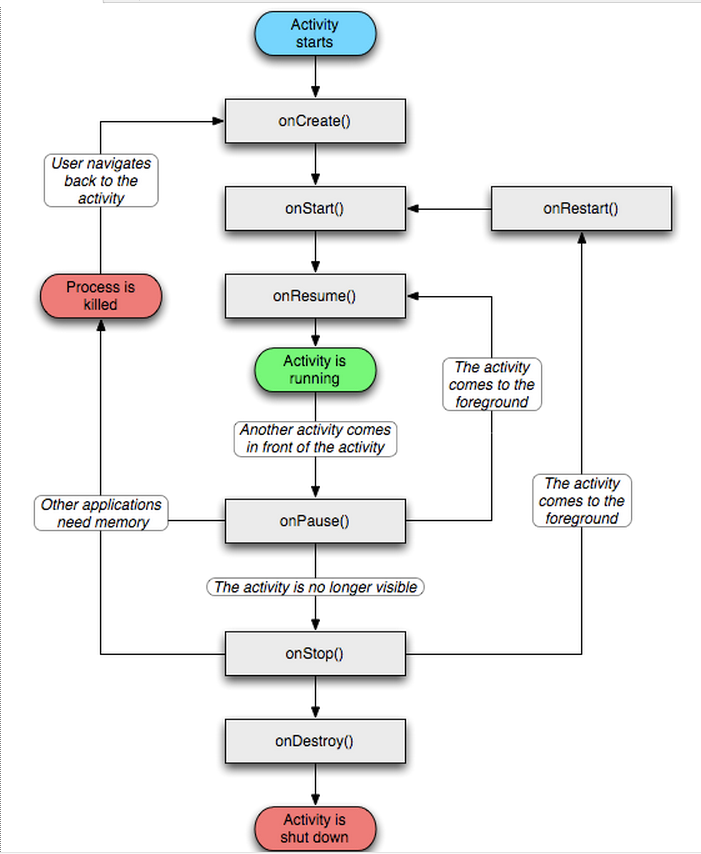 Activity
starts
onCreate()
User navigates
back to the
activity
onStart()
onRestart()
Process is
killed
onResume()
Activity is
running
The activity
comes to the
foreground
Another activity comes
in front of the activity
The activity
comes to the
foreground
Other applications
need memory
onPause()
The activity is no longer visible
onStop()
onDestroy()
Activity is
shut down